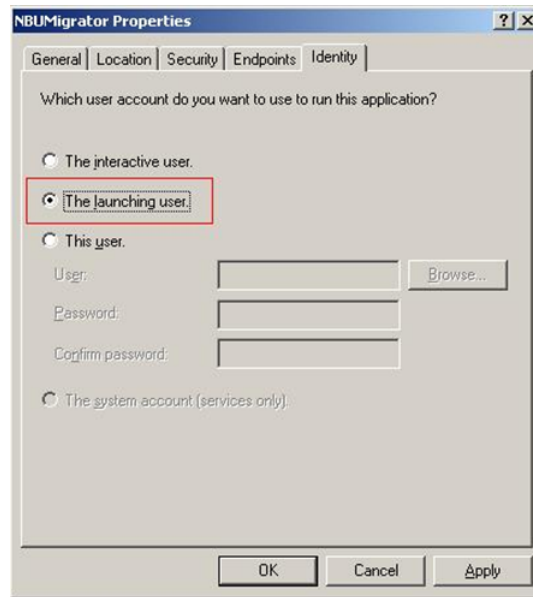 NBUMigrator Properties
General Location Security Endpoints Identity
Which user account do you want to use to run this application?
The interactive user.
The launching user.
This user.
User: Browse...
Password:
Confirm password:
The system account (services only).
OK Cancel Apply